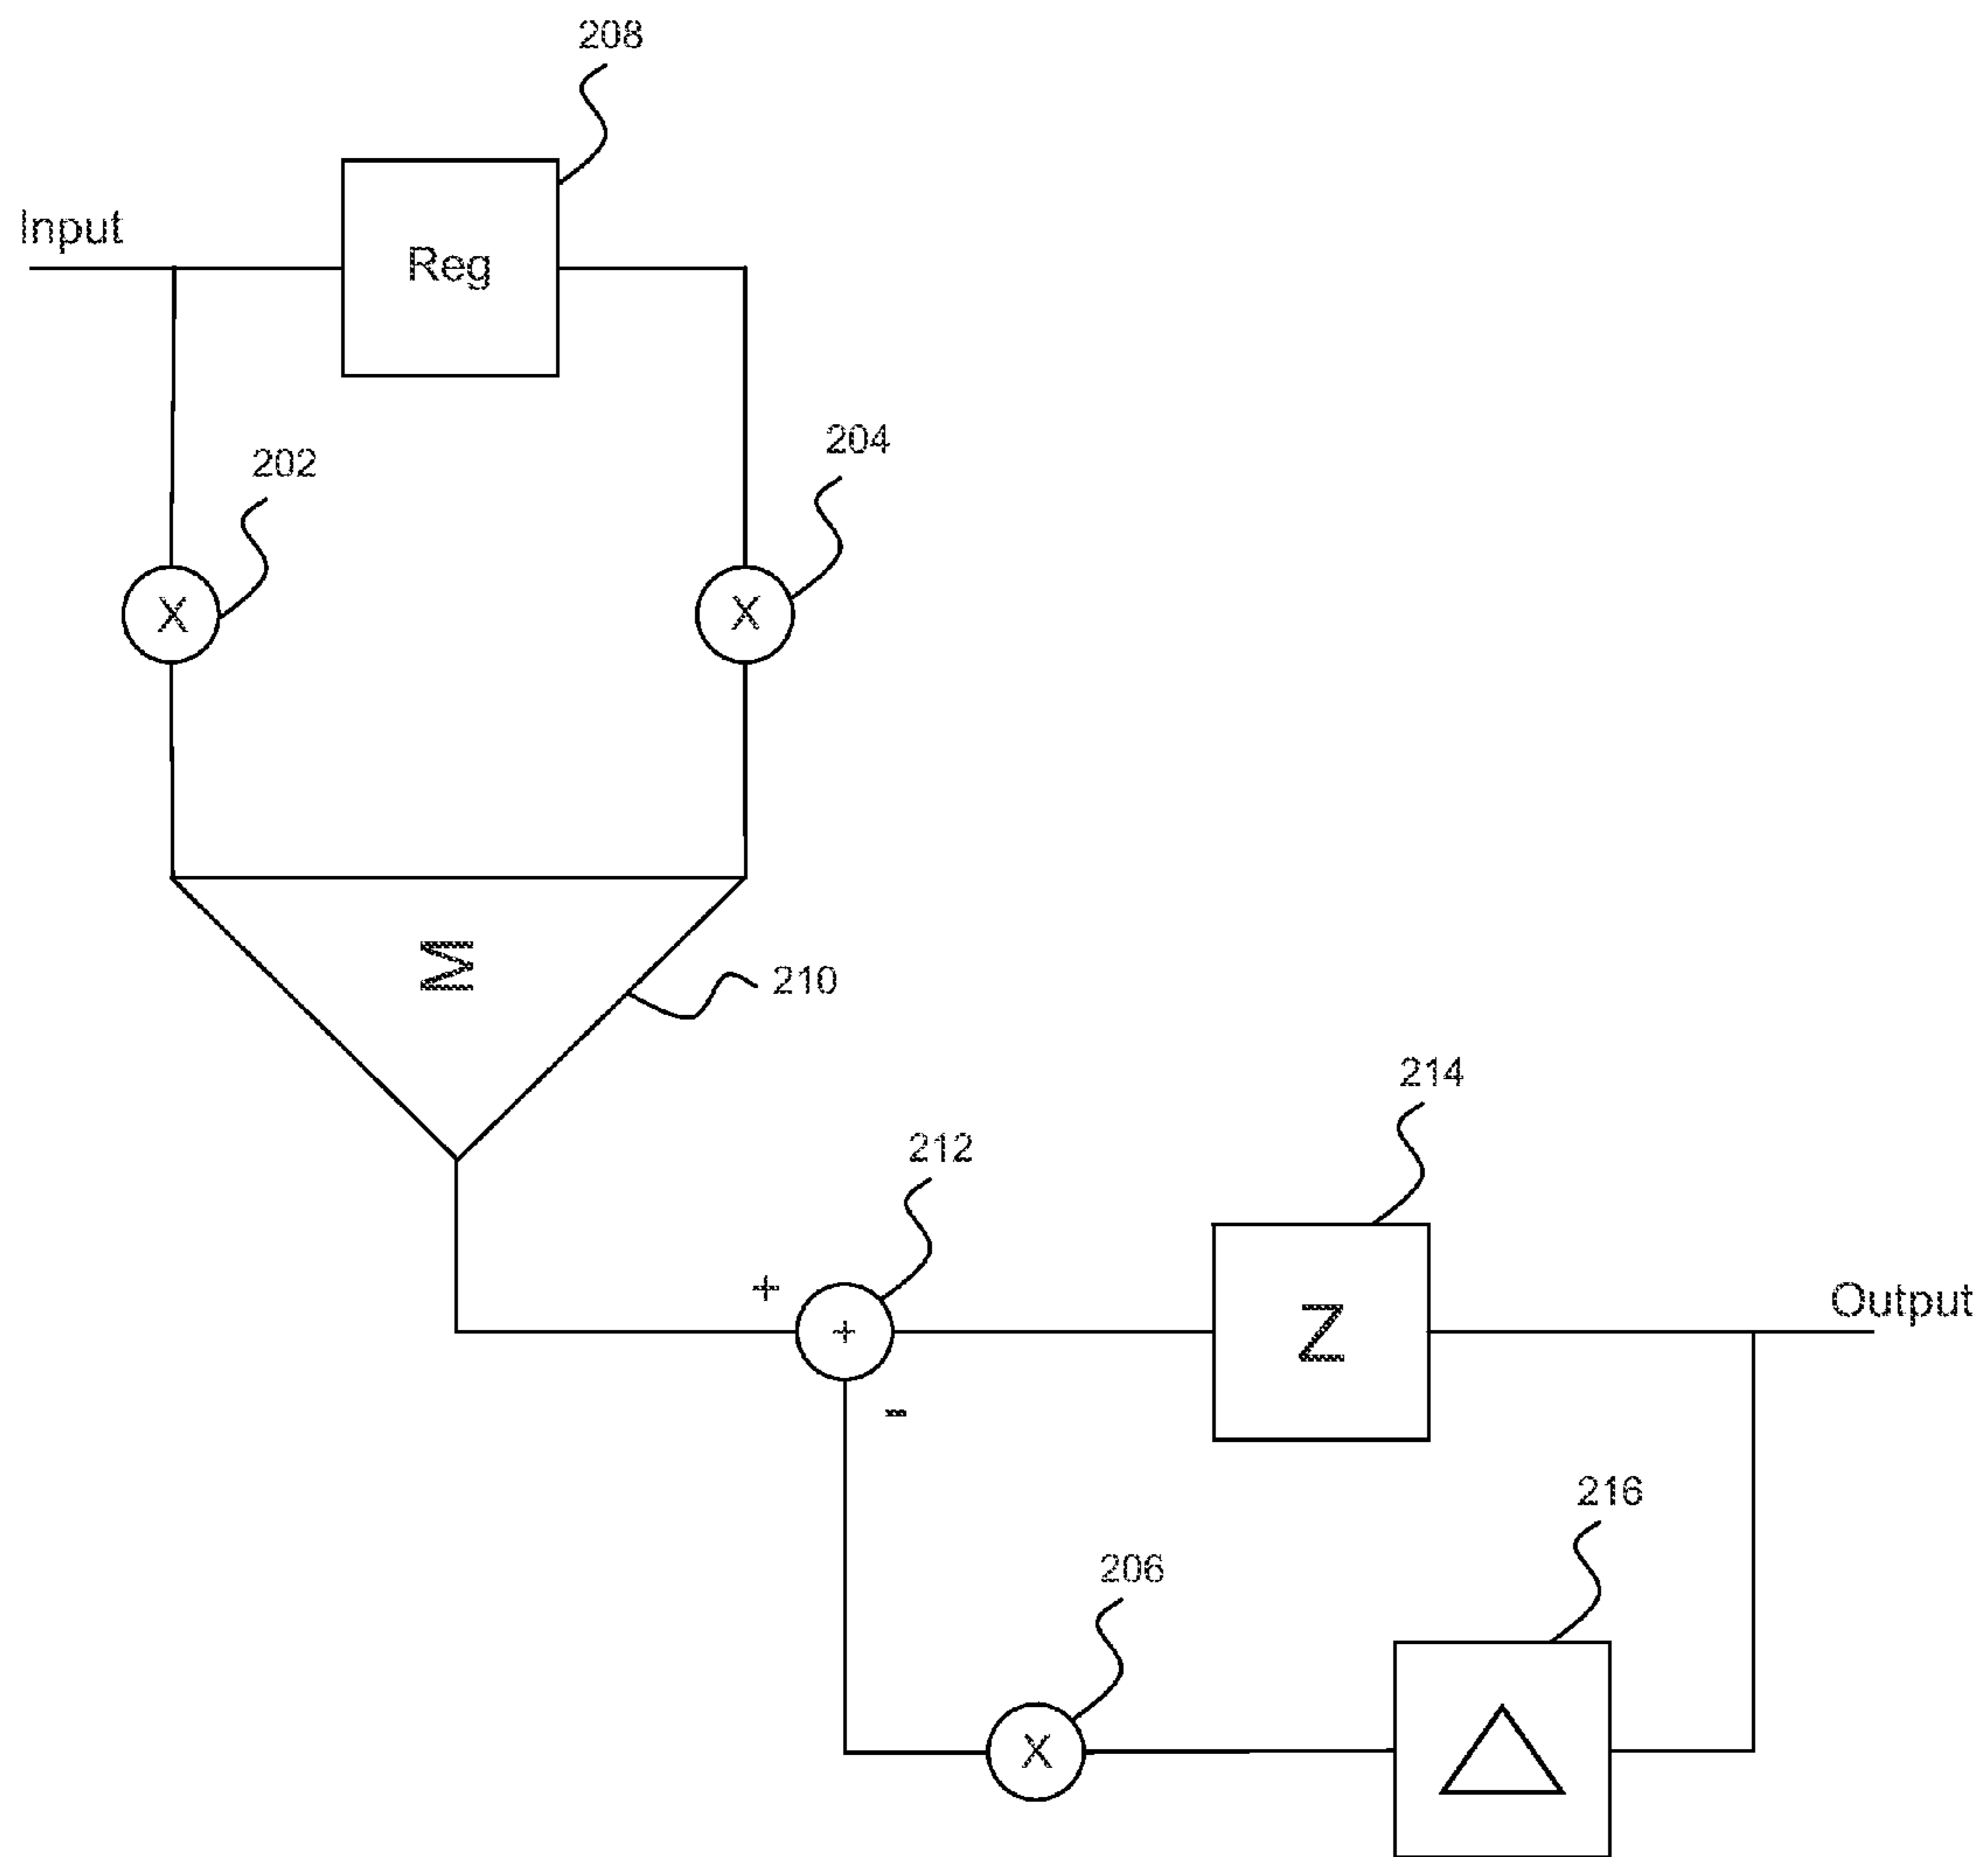 208
Input
Reg
204
202
X
X
Σ
210
214
212
+
Output
+
Z
-
216
206
X
Δ